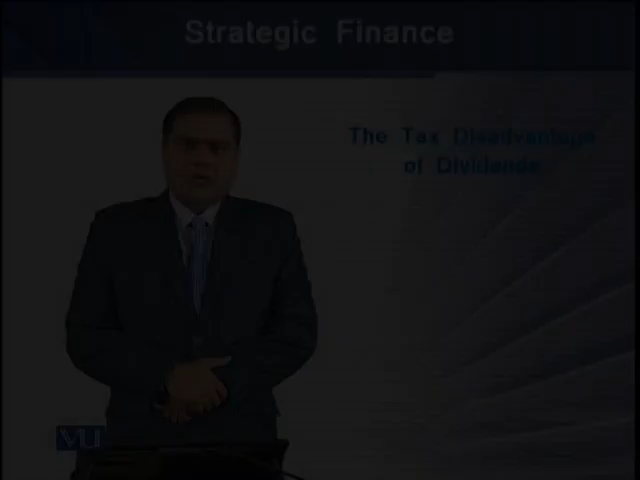 Strategic Finance
The Tax Disadvantage
of Dividends
VU